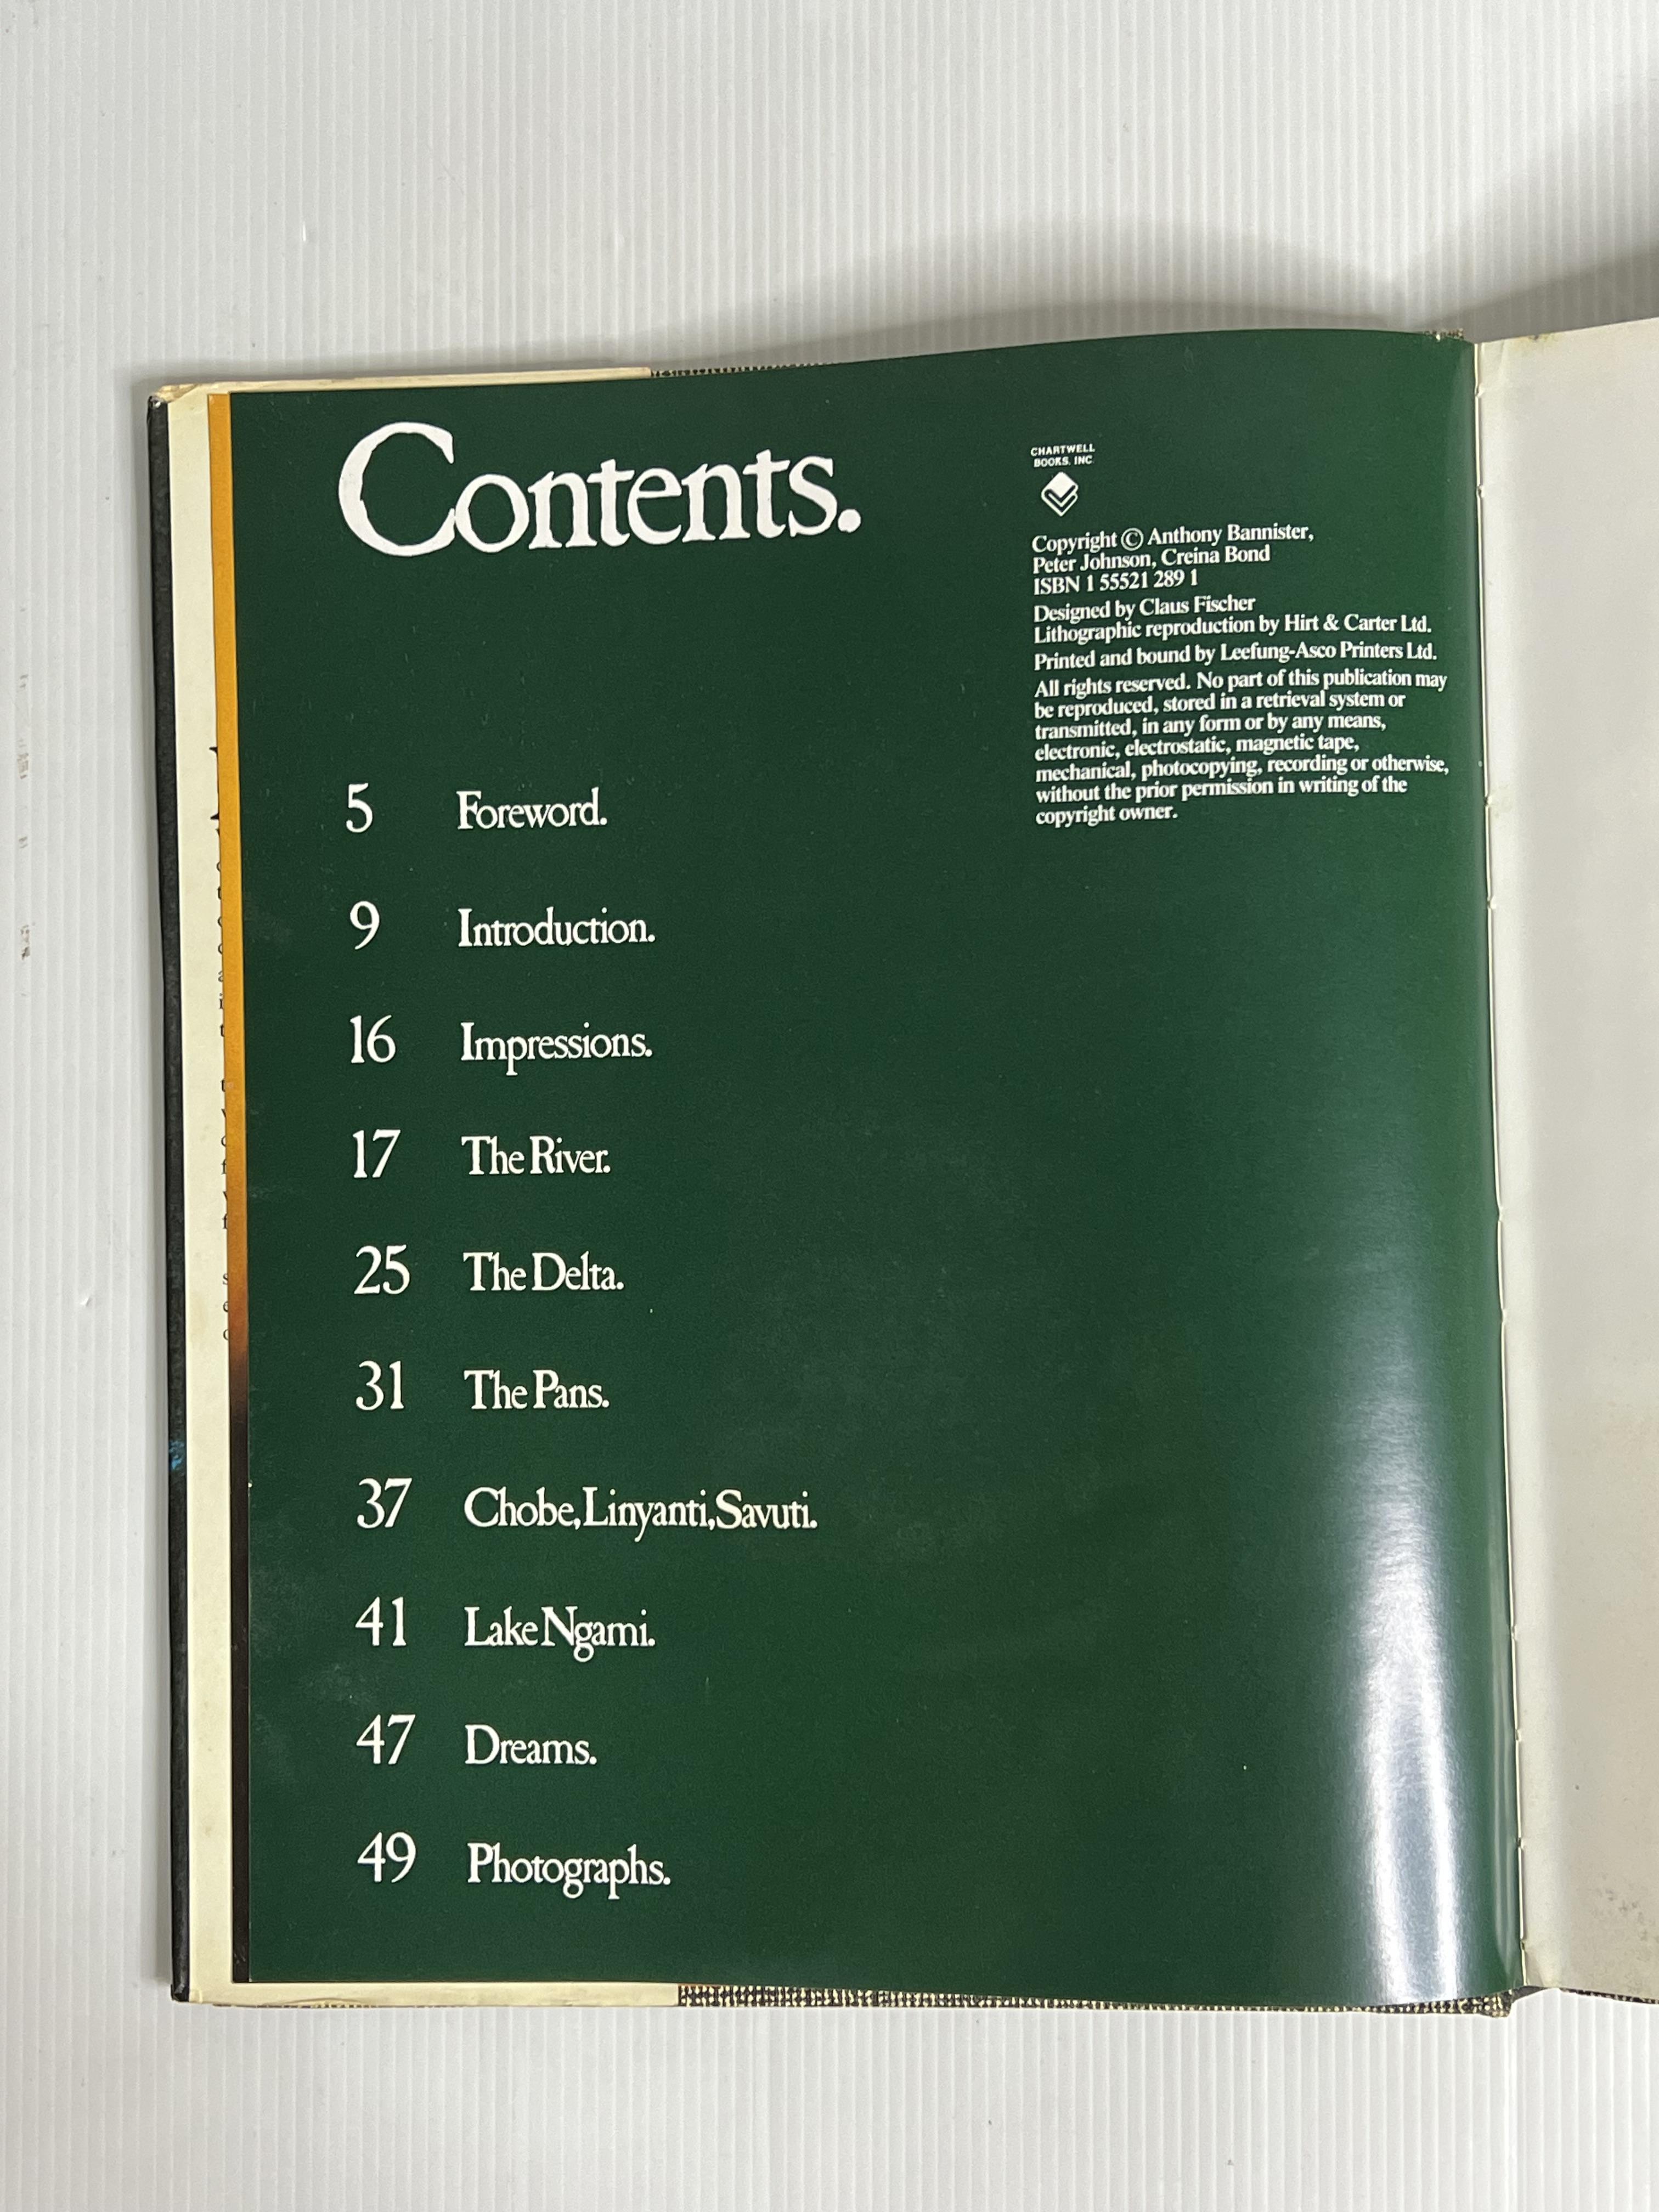 Contents.
CHARTWELL
BOOKS, INC.
Copyright © Anthony Bannister,
Peter Johnson, Creina Bond
ISBN 1 55521 289 1
Designed by Claus Fischer
Lithographic reproduction by Hirt & Carter Ltd.
Printed and bound by Leefung-Asco Printers Ltd.
All rights reserved. No part of this publication may
be reproduced, stored in a retrieval system or
transmitted, in any form or by any means,
electronic, electrostatic, magnetic tape,
mechanical, photocopying, recording or otherwise,
without the prior permission in writing of the
copyright owner.
5 Foreword.
9 Introduction.
16 Impressions.
17 The River.
25 The Delta.
31 The Pans.
37 Chobe, Linyanti, Savuti.
41 Lake Ngami.
47 Dreams.
49 Photographs.